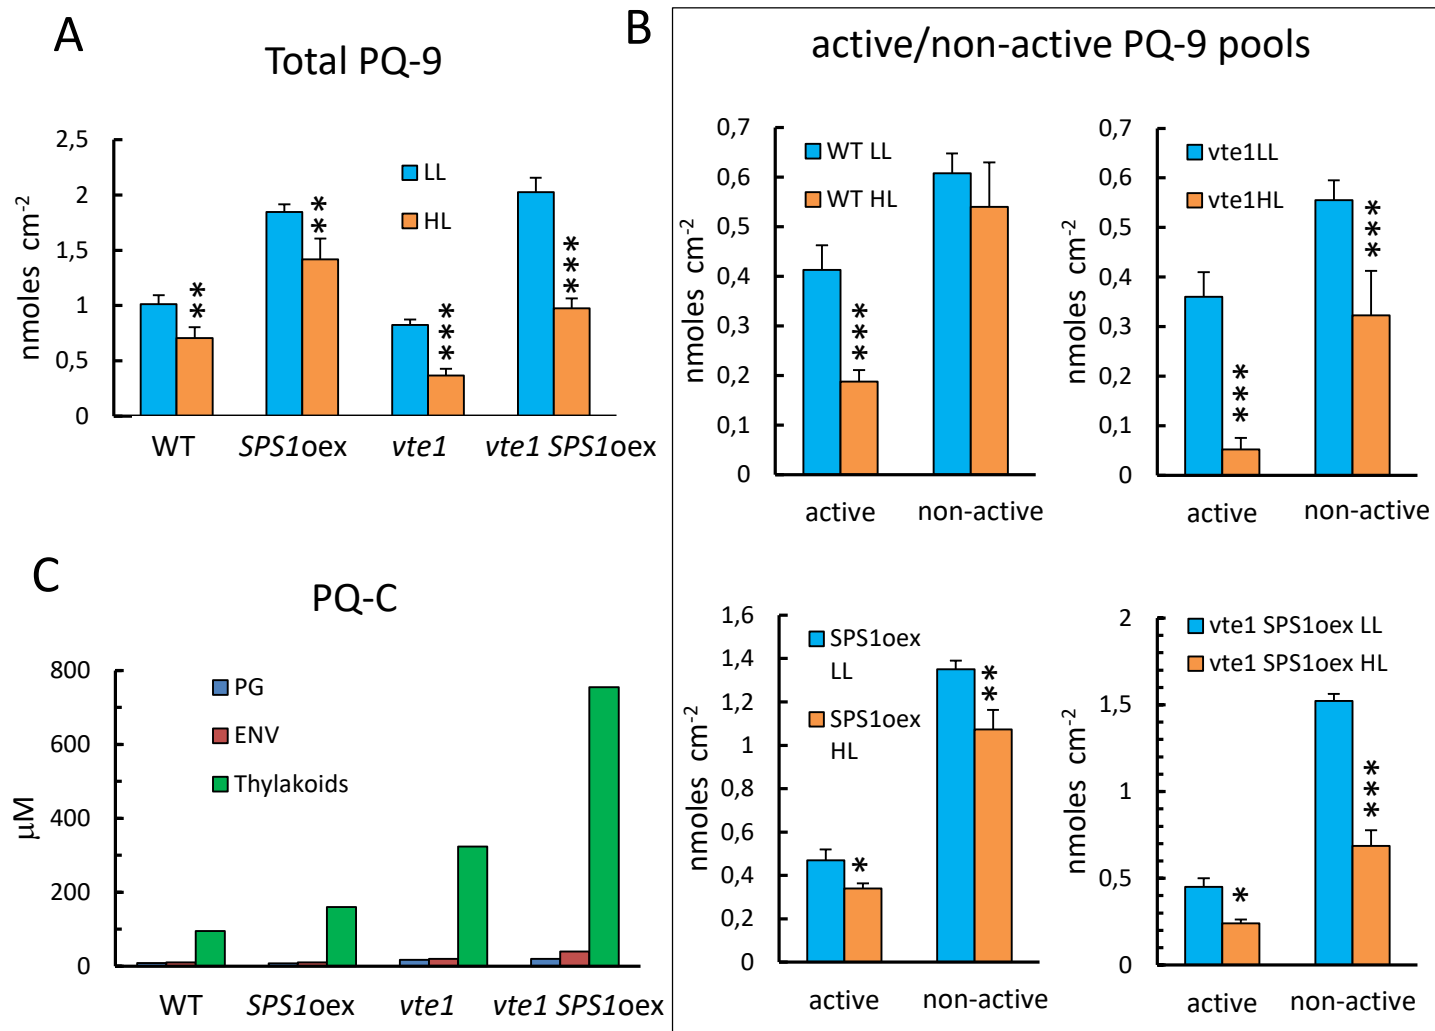 A
Total PQ-9
2,5
2
1,5
1
0,5
0
nmoles cm-2
LL
HL
**
**
***
***
WT
SPS1oex
vte1
vte1 SPS1oex
B
active/non-active PQ-9 pools
0,7
0,6
0,5
0,4
0,3
0,2
0,1
0
nmoles cm-2
WT LL
WT HL
***
active
non-active
0,7
0,6
0,5
0,4
0,3
0,2
0,1
0
nmoles cm-2
vte1LL
vte1HL
***
***
active
non-active
1,6
1,4
1,2
1
0,8
0,6
0,4
0,2
0
nmoles cm-2
SPS1oex
LL
SPS1oex
HL
*
**
active
non-active
2
1,5
1
0,5
0
nmoles cm-2
vte1 SPS1oex LL
vte1 SPS1oex HL
*
***
active
non-active
C
PQ-C
800
600
400
200
0
μM
PG
ENV
Thylakoids
WT
SPS1oex
vte1
vte1 SPS1oex